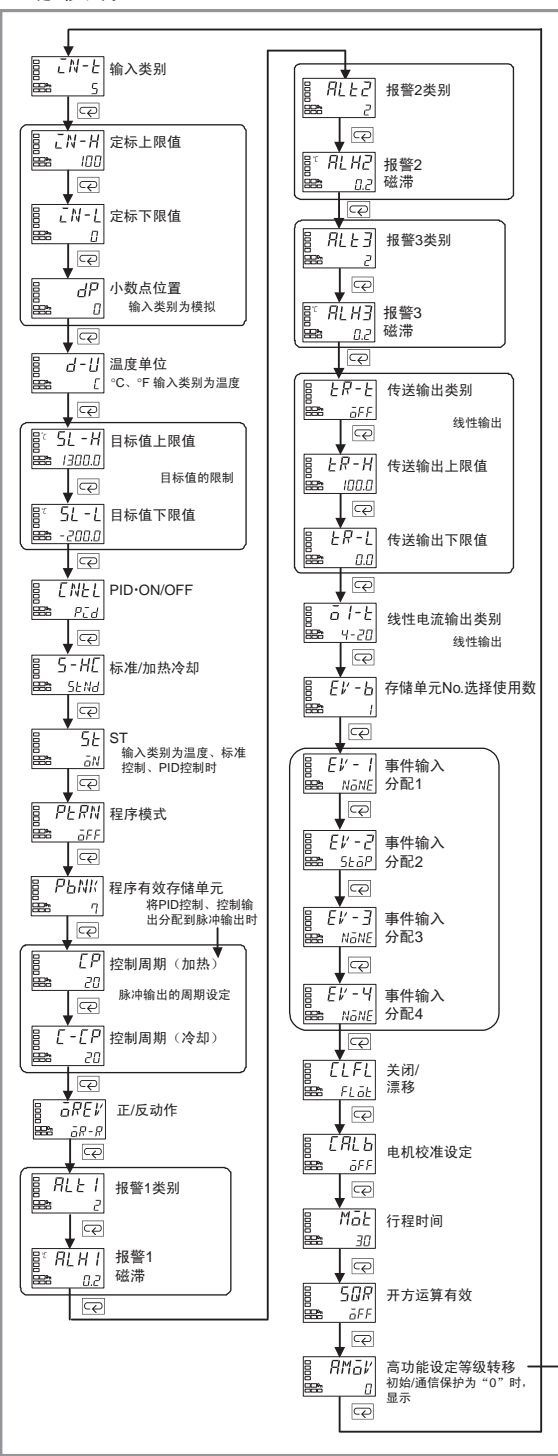 iN-t
5
输入类别
iN-H
100
定标上限值
iN-L
0
定标下限值
dP
0
小数点位置
输入类别为模拟
d-U
C
温度单位
°C、°F 输入类别为温度
℃
SL-H
1300.0
目标值上限值
目标值的限制
℃
SL-L
-200.0
目标值下限值
CNtL
Pid
PID·ON/OFF
S-HC
StNd
标准/加热冷却
St
oN
ST
输入类别为温度、标准
控制、PID控制时
PtRN
oFF
程序模式
PbNK
7
程序有效存储单元
将PID控制、控制输
出分配到脉冲输出时
CP
20
控制周期（加热）
脉冲输出的周期设定
C-CP
20
控制周期（冷却）
oREV
oR-R
正/反动作
ALt1
2
报警1类别
℃
ALH1
0.2
报警1
磁滞
ALt2
2
报警2类别
℃
ALH2
0.2
报警2
磁滞
ALt3
2
报警3类别
℃
ALH3
0.2
报警3
磁滞
tR-t
oFF
传送输出类别
线性输出
tR-H
100.0
传送输出上限值
tR-L
0.0
传送输出下限值
o1-t
4-20
线性电流输出类别
线性输出
EV-b
1
存储单元No.选择使用数
EV-1
NoNE
事件输入
分配1
EV-2
StoP
事件输入
分配2
EV-3
NoNE
事件输入
分配3
EV-4
NoNE
事件输入
分配4
CLFL
FLot
关闭/
漂移
CALb
oFF
电机校准设定
Mot
30
行程时间
SQR
oFF
开方运算有效
AMoV
0
高功能设定等级转移
初始/通信保护为“0”时，
显示